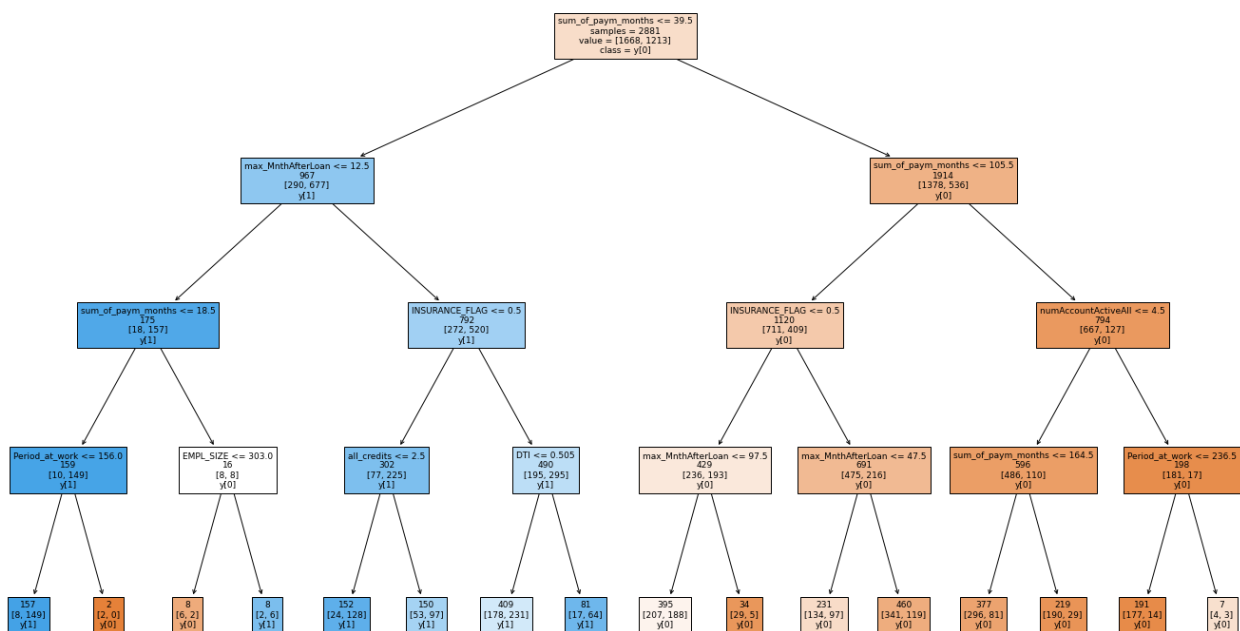 sum_of_paym_months <= 39.5
samples = 2881
value = [1668, 1213]
class = y[0]
max_MnthAfterLoan <= 12.5
967
[290, 677]
y[1]
sum_of_paym_months <= 105.5
1914
[1378, 536]
y[0]
sum_of_paym_months <= 18.5
175
[18, 157]
y[1]
INSURANCE_FLAG <= 0.5
792
[272, 520]
y[1]
INSURANCE_FLAG <= 0.5
1120
[711, 409]
y[0]
numAccountActiveAll <= 4.5
794
[667, 127]
y[0]
Period_at_work <= 156.0
159
[10, 149]
y[1]
EMPL_SIZE <= 303.0
16
[8, 8]
y[0]
all_credits <= 2.5
302
[77, 225]
y[1]
DTI <= 0.505
490
[195, 295]
y[1]
max_MnthAfterLoan <= 97.5
429
[236, 193]
y[0]
max_MnthAfterLoan <= 47.5
691
[475, 216]
y[0]
sum_of_paym_months <= 164.5
596
[486, 110]
y[0]
Period_at_work <= 236.5
198
[181, 17]
y[0]
157
[8, 149]
y[1]
2
[2, 0]
y[0]
8
[6, 2]
y[0]
8
[2, 6]
y[1]
152
[24, 128]
y[1]
150
[53, 97]
y[1]
409
[178, 231]
y[1]
81
[17, 64]
y[1]
395
[207, 188]
y[0]
34
[29, 5]
y[0]
231
[134, 97]
y[0]
460
[341, 119]
y[0]
377
[296, 81]
y[0]
219
[190, 29]
y[0]
191
[177, 14]
y[0]
7
[4, 3]
y[0]